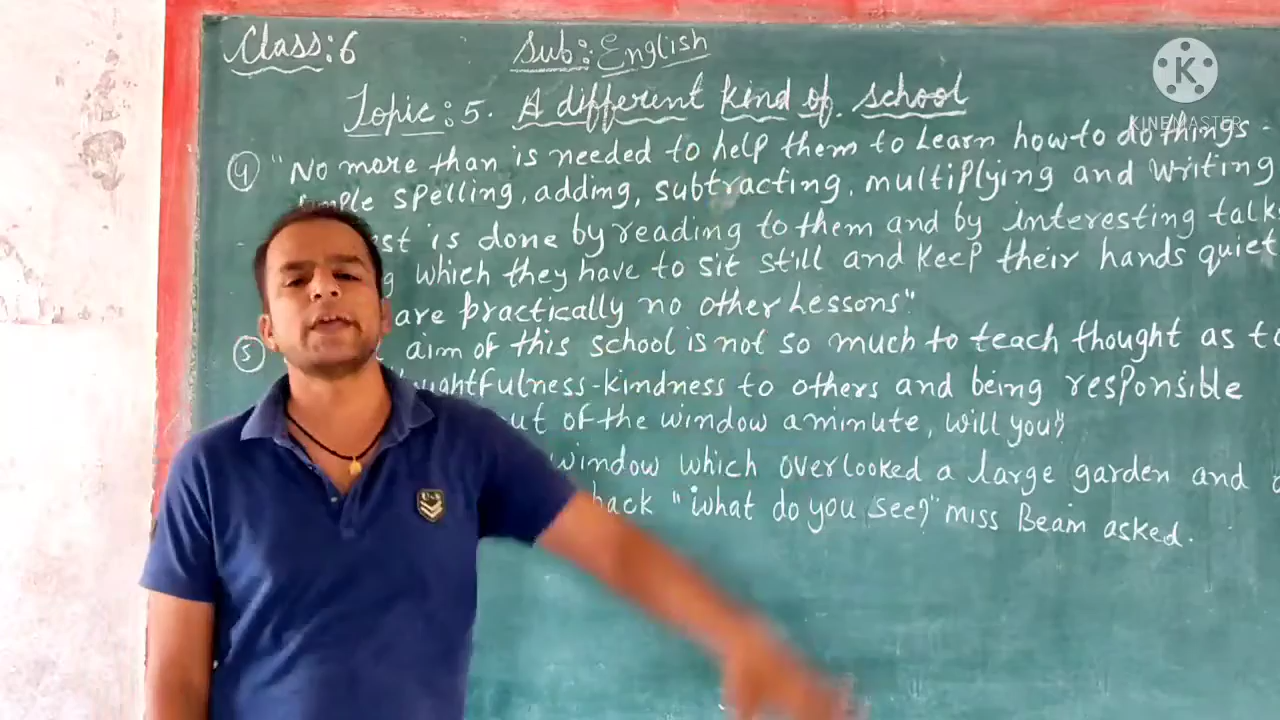 Class:6
Sub: English
KINEMASTER
Topic:5. A different kind of school
4 "No more than is needed to help them to learn how to do things -
spelling, adding, subtracting, multiplying and writing
is done by reading to them and by interesting talk
which they have to sit still and keep their hands quiet
are practically no other lessons"
5 aim of this school is not so much to teach thought as to
kindness to others and being responsible
of the window a minute, will you?
window which overlooked a large garden and
back "what do you see?" miss Beam asked.